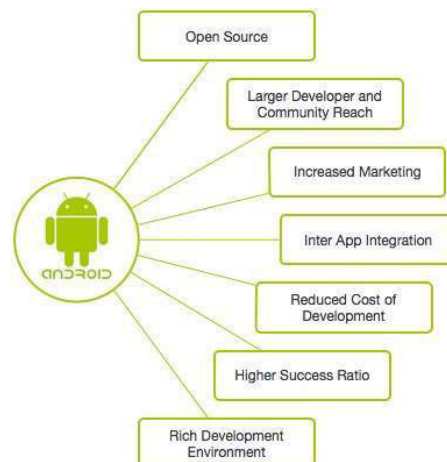 Open Source
Larger Developer and
Community Reach
Increased Marketing
Inter App Integration
ANDROID
Reduced Cost of
Development
Higher Success Ratio
Rich Development
Environment